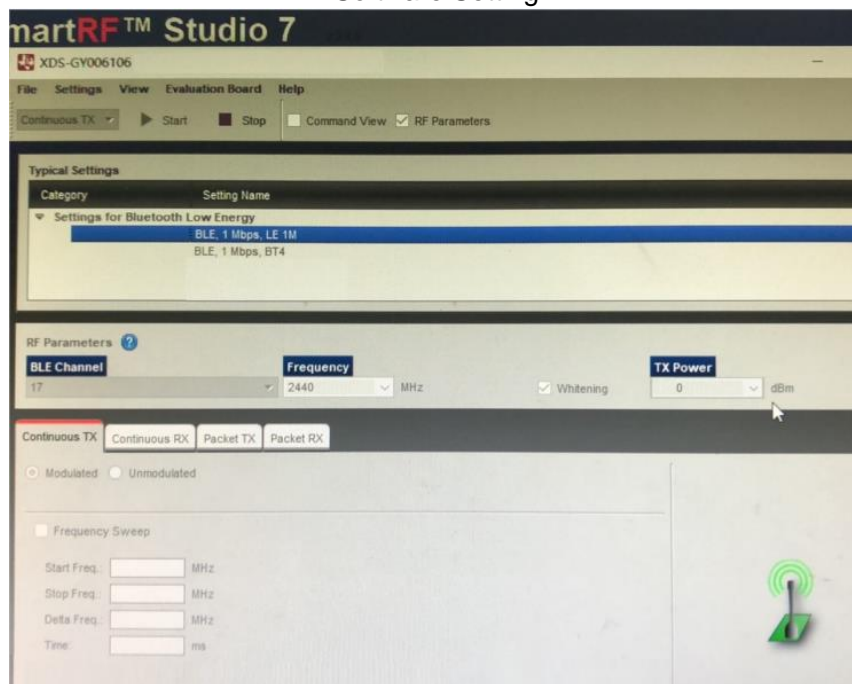 martRF™ Studio 7
XDS-GY006106
File Settings View Evaluation Board Help
Continuous TX Start Stop Command View RF Parameters
Typical Settings
Category Setting Name
Settings for Bluetooth Low Energy
BLE, 1 Mbps, LE 1M
BLE, 1 Mbps, BT4
RF Parameters ?
BLE Channel Frequency TX Power
17 2440 MHz Whitening 0 dBm
Continuous TX Continuous RX Packet TX Packet RX
Modulated Unmodulated
Frequency Sweep
Start Freq.: MHz
Stop Freq.: MHz
Delta Freq.: MHz
Time: ms